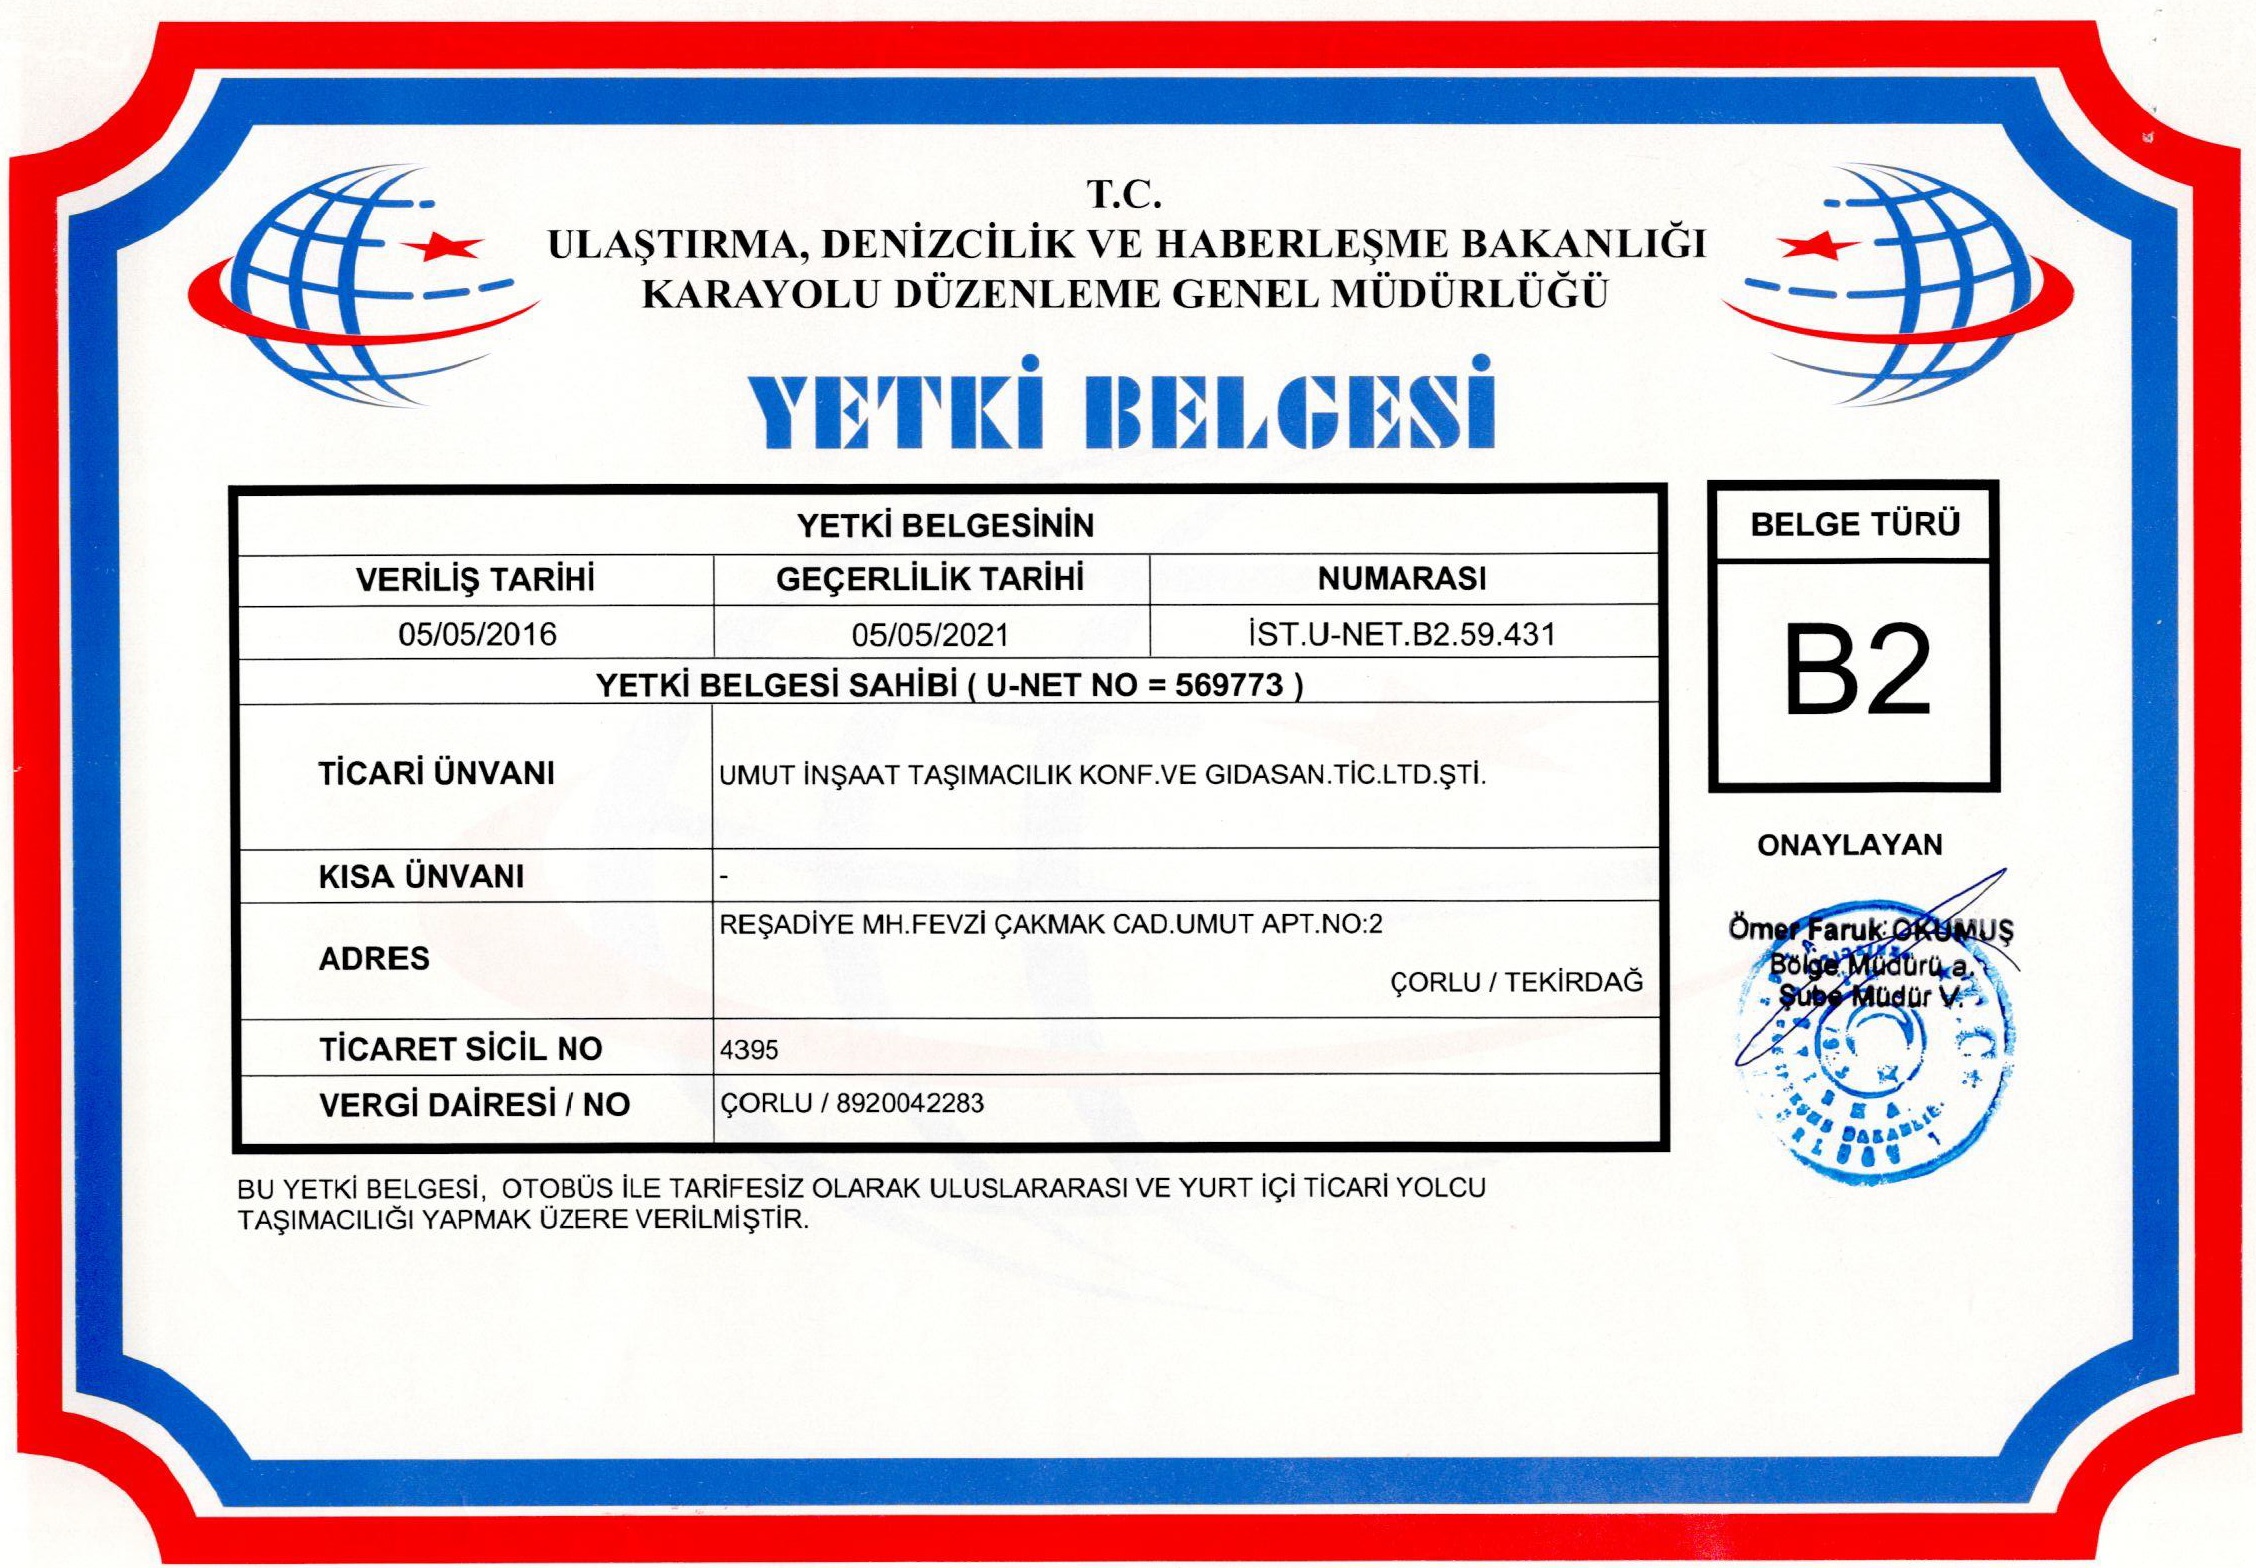 T.C.
ULAŞTIRMA, DENİZCİLİK VE HABERLEŞME BAKANLIĞI
KARAYOLU DÜZENLEME GENEL MÜDÜRLÜĞÜ
YETKİ BELGESİ
YETKİ BELGESİNİN
VERİLİŞ TARİHİ GEÇERLİLİK TARİHİ NUMARASI
05/05/2016 05/05/2021 İST.U-NET.B2.59.431
YETKİ BELGESİ SAHİBİ ( U-NET NO = 569773 )
TİCARİ ÜNVANI UMUT İNŞAAT TAŞIMACILIK KONF.VE GIDASAN.TİC.LTD.ŞTİ.
KISA ÜNVANI -
ADRES REŞADİYE MH.FEVZİ ÇAKMAK CAD.UMUT APT.NO:2
ÇORLU / TEKİRDAĞ
TİCARET SİCİL NO 4395
VERGİ DAİRESİ / NO ÇORLU / 8920042283
BU YETKİ BELGESİ, OTOBÜS İLE TARİFESİZ OLARAK ULUSLARARASI VE YURT İÇİ TİCARİ YOLCU
TAŞIMACILIĞI YAPMAK ÜZERE VERİLMİŞTİR.
BELGE TÜRÜ
B2
ONAYLAYAN
Ömer Faruk OKUMUŞ
Bölge Müdürü a.
Şube Müdür V.
T.C.